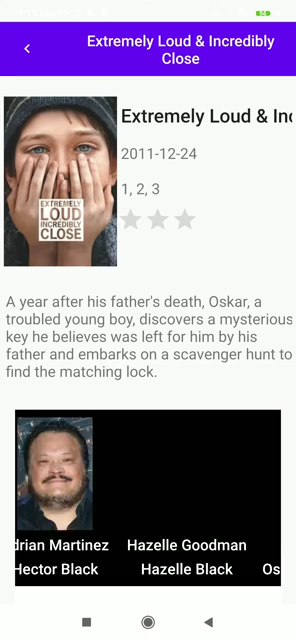 Extremely Loud & Incredibly
Close
Extremely Loud & Inc
2011-12-24
1, 2, 3
EXTREMELY
LOUD
INCREDIBLY
CLOSE
A year after his father's death, Oskar, a
troubled young boy, discovers a mysterious
key he believes was left for him by his
father and embarks on a scavenger hunt to
find the matching lock.
drian Martinez Hazelle Goodman
Hector Black Hazelle Black Os